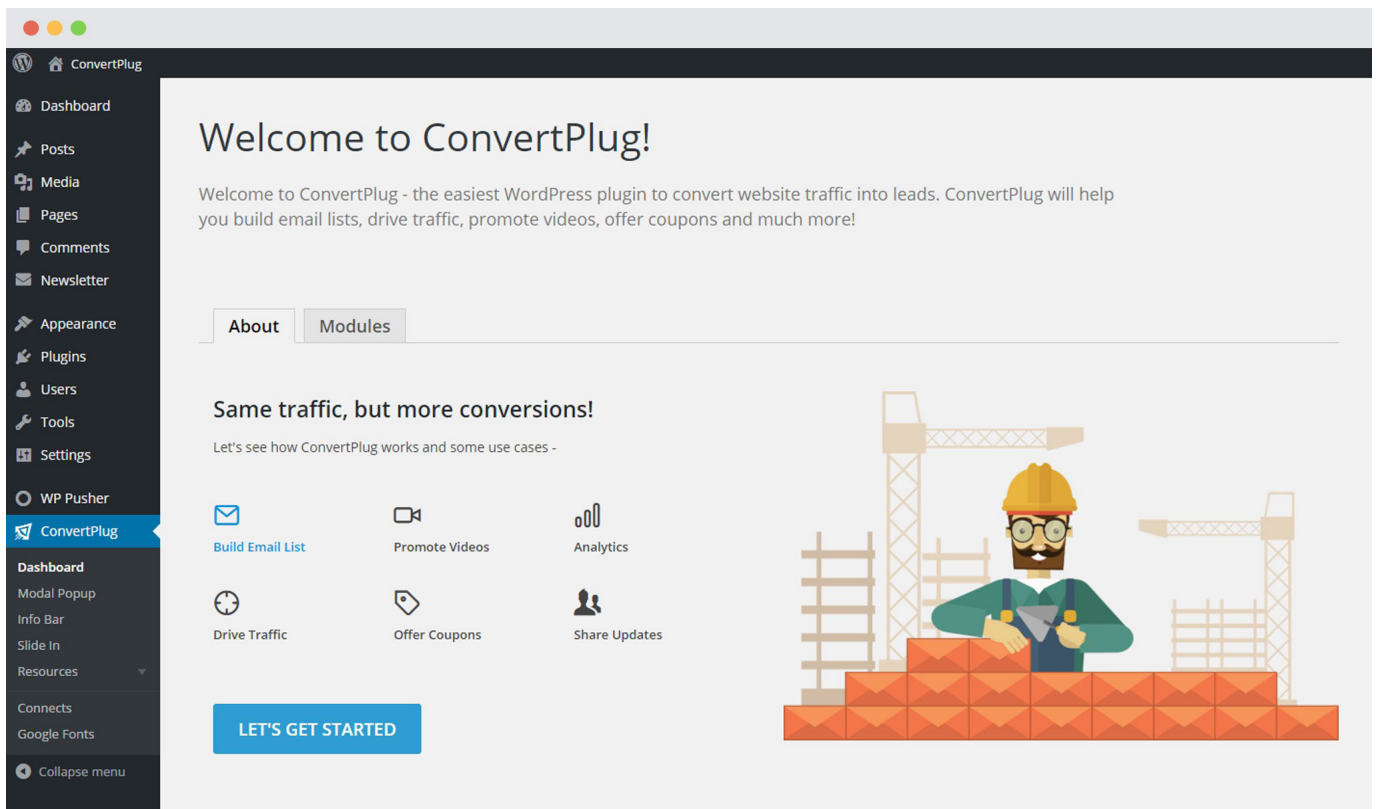 ConvertPlug
Dashboard
Posts
Media
Pages
Comments
Newsletter
Appearance
Plugins
Users
Tools
Settings
WP Pusher
ConvertPlug
Dashboard
Modal Popup
Info Bar
Slide In
Resources
Connects
Google Fonts
Collapse menu
Welcome to ConvertPlug!
Welcome to ConvertPlug - the easiest WordPress plugin to convert website traffic into leads. ConvertPlug will help
you build email lists, drive traffic, promote videos, offer coupons and much more!
About
Modules
Same traffic, but more conversions!
Let's see how ConvertPlug works and some use cases -
Build Email List
Promote Videos
Analytics
Drive Traffic
Offer Coupons
Share Updates
LET'S GET STARTED